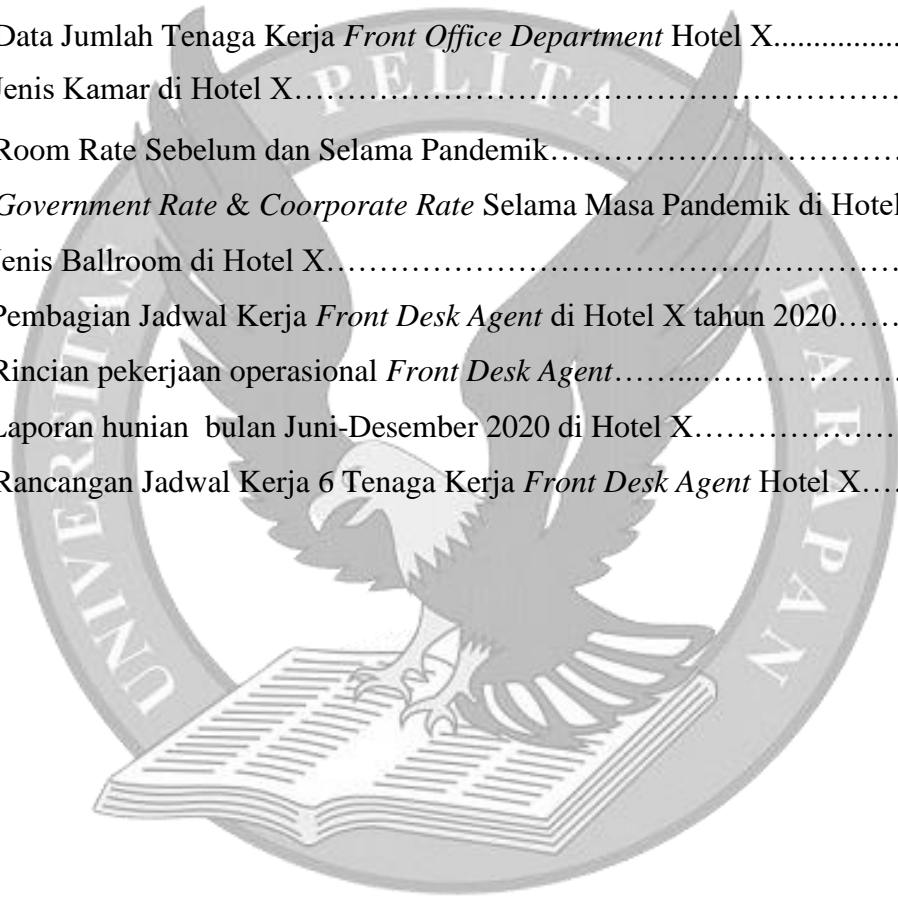 Data Jumlah Tenaga Kerja Front Office Department Hotel X.................
Jenis Kamar di Hotel X…………………………………………………
Room Rate Sebelum dan Selama Pandemik………………...……………
Government Rate & Coorporate Rate Selama Masa Pandemik di Hotel
Jenis Ballroom di Hotel X………………………………………………
Pembagian Jadwal Kerja Front Desk Agent di Hotel X tahun 2020……
Rincian pekerjaan operasional Front Desk Agent……...………………
Laporan hunian bulan Juni-Desember 2020 di Hotel X…………………
Rancangan Jadwal Kerja 6 Tenaga Kerja Front Desk Agent Hotel X……
UNIVERSITAS PELITA HARAPAN